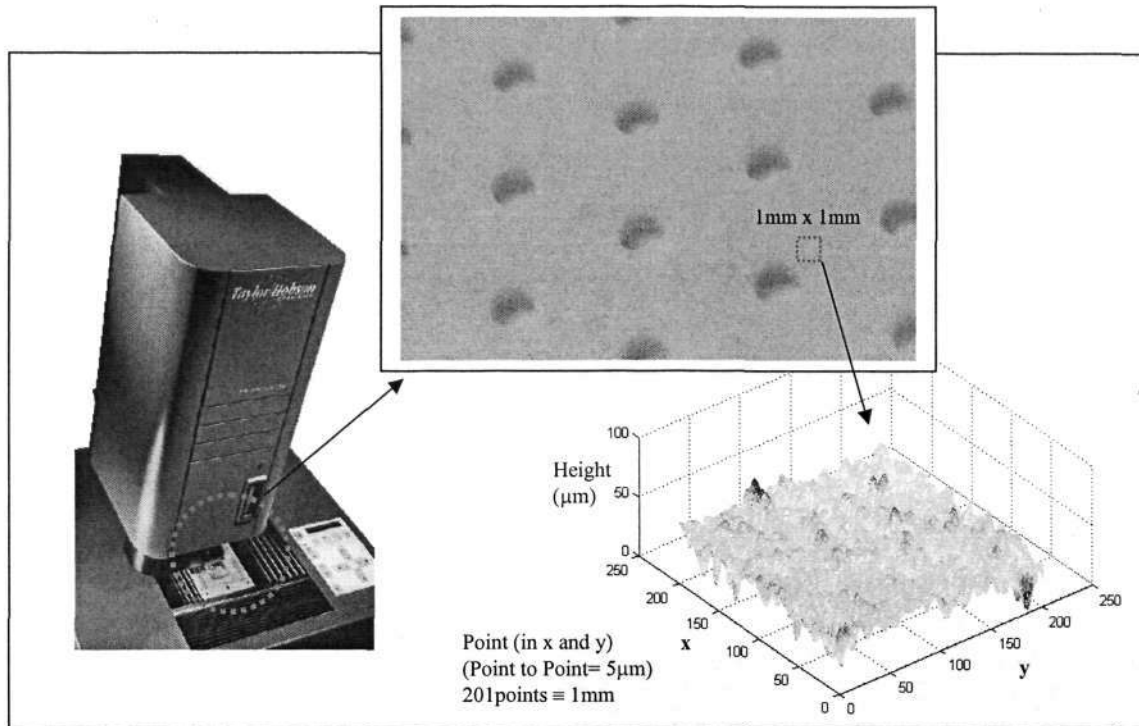 1mm x 1mm
Taylor-Hobson
Height
(μm)
100
50
0
250
200
150
100
50
0
0
50
100
150
200
250
x
y
Point (in x and y)
(Point to Point= 5μm)
201points ≡ 1mm